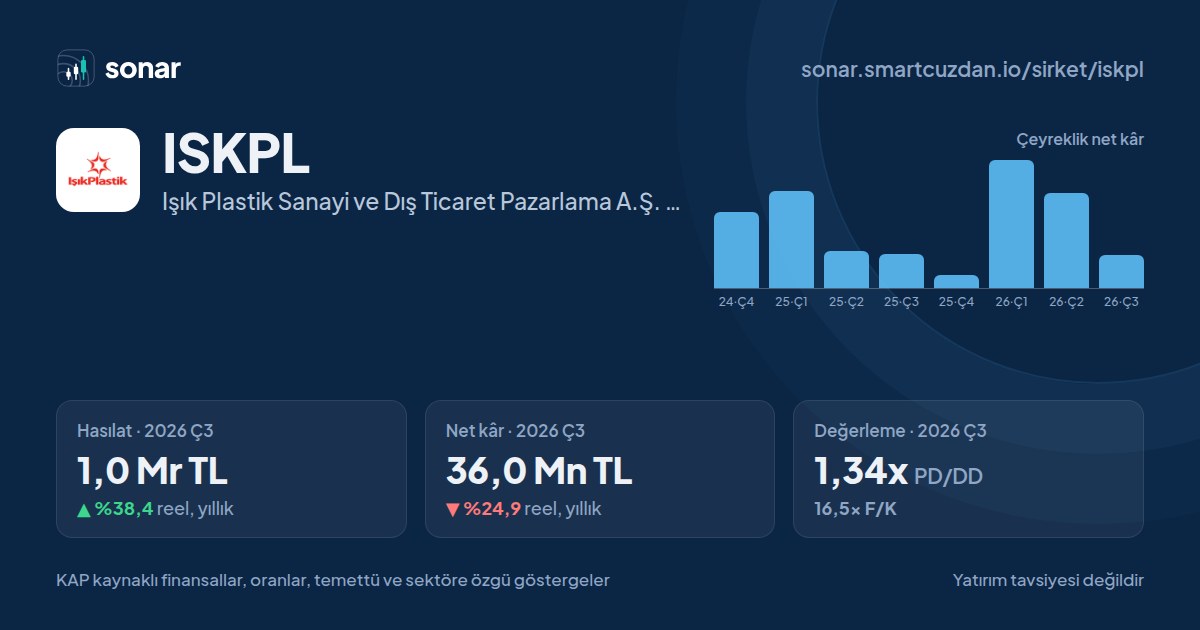 sonar
sonar.smartcuzdan.io/sirket/iskpl
IşıkPlastik
ISKPL
Işık Plastik Sanayi ve Dış Ticaret Pazarlama A.Ş. ...
Çeyreklik net kâr
24·Ç4 25·Ç1 25·Ç2 25·Ç3 25·Ç4 26·Ç1 26·Ç2 26·Ç3
Hasılat · 2026 Ç3
1,0 Mr TL
▲ %38,4 reel, yıllık
Net kâr · 2026 Ç3
36,0 Mn TL
▼ %24,9 reel, yıllık
Değerleme · 2026 Ç3
1,34x PD/DD
16,5× F/K
KAP kaynaklı finansallar, oranlar, temettü ve sektöre özgü göstergeler
Yatırım tavsiyesi değildir